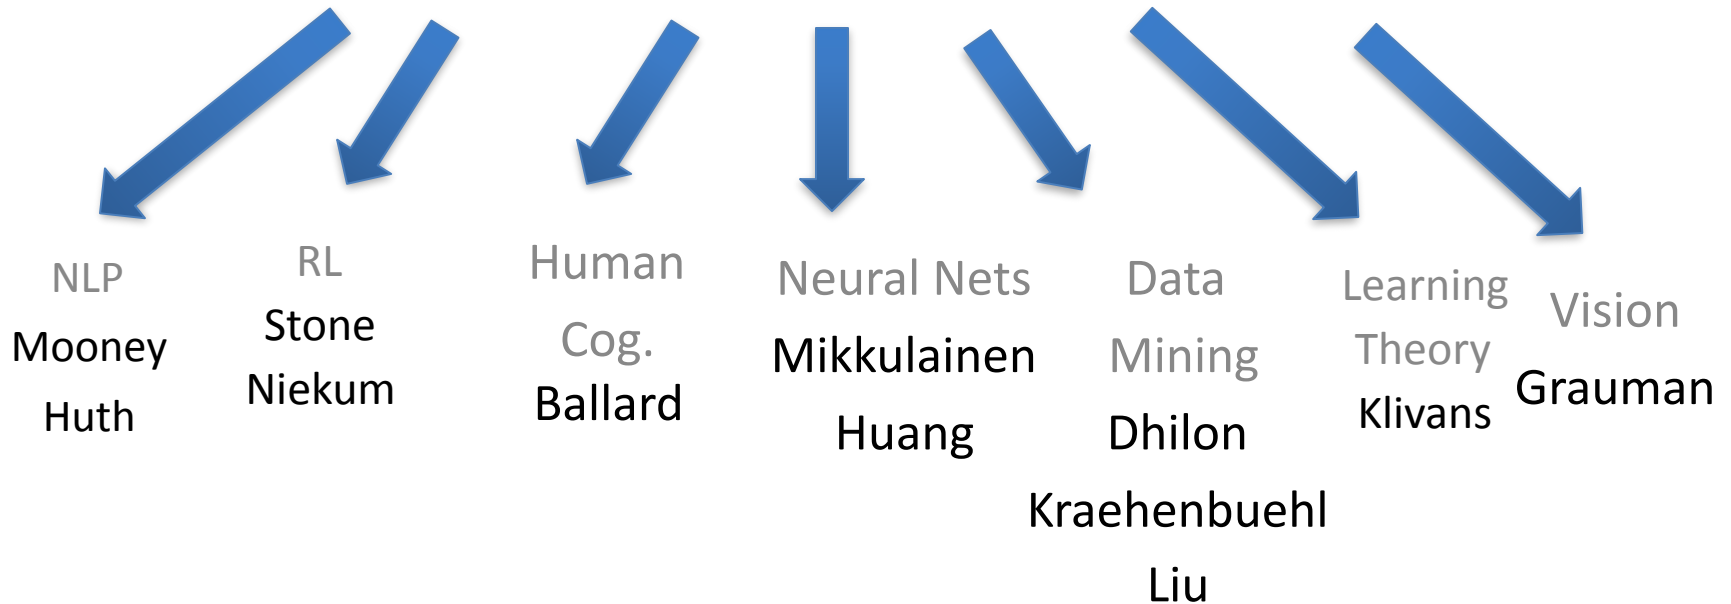 NLP
Mooney
Huth
RL
Stone
Niekum
Human
Cog.
Ballard
Neural Nets
Mikkulainen
Huang
Data
Mining
Dhilon
Kraehenbuehl
Liu
Learning
Theory
Klivans
Vision
Grauman